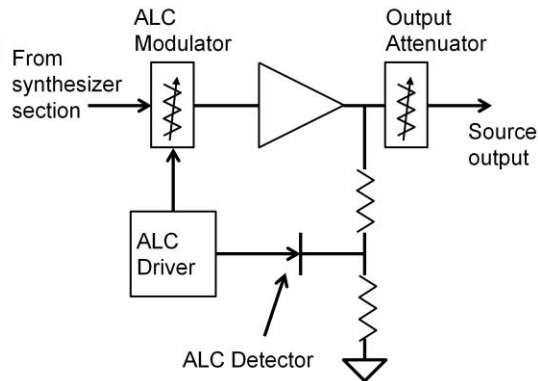 ALC
Modulator
Output
Attenuator
From
synthesizer
section
Source
output
ALC
Driver
ALC Detector